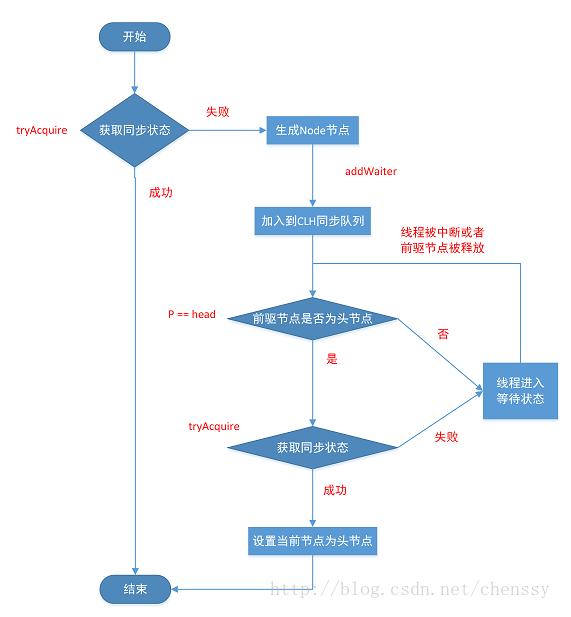 开始
tryAcquire
获取同步状态
失败
生成Node节点
成功
addWaiter
加入到CLH同步队列
线程被中断或者
前驱节点被释放
P == head
前驱节点是否为头节点
否
是
线程进入
等待状态
tryAcquire
获取同步状态
失败
成功
设置当前节点为头节点
结束
http://blog.csdn.net/chenssy